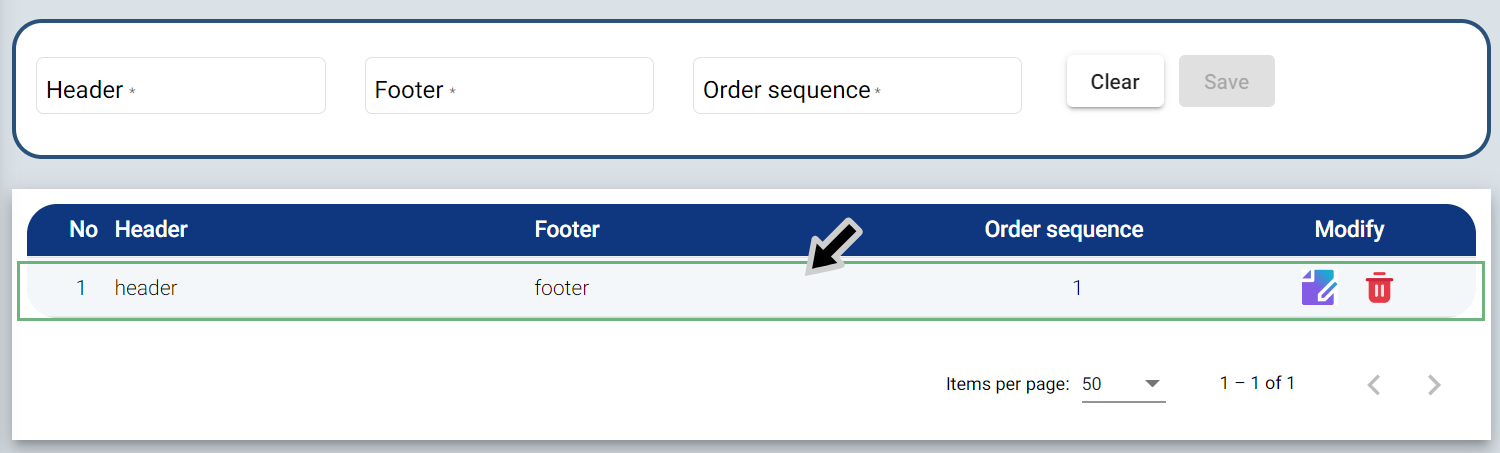 Header *
Footer *
Order sequence *
Clear
Save
No Header Footer Order sequence Modify
1 header footer 1
Items per page: 50 1 – 1 of 1